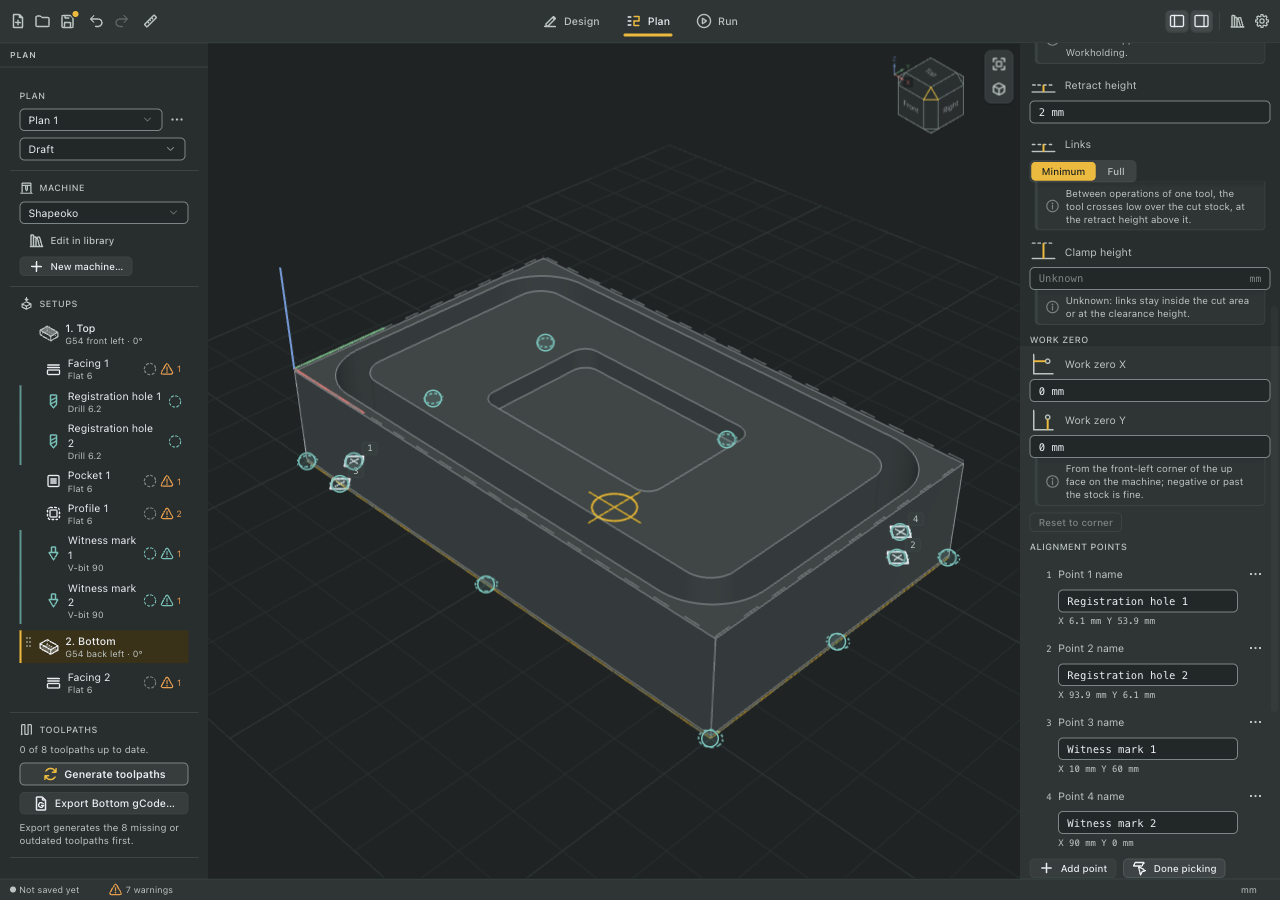 Design
Plan
Run
PLAN
PLAN
Plan 1
Draft
MACHINE
Shapeoko
Edit in library
New machine...
SETUPS
1. Top
G54 front left · 0°
Facing 1
Flat 6
1
Registration hole 1
Drill 6.2
Registration hole
2
Drill 6.2
Pocket 1
Flat 6
1
Profile 1
Flat 6
2
Witness mark
1
V-bit 90
1
Witness mark
2
V-bit 90
1
2. Bottom
G54 back left · 0°
Facing 2
Flat 6
1
TOOLPATHS
0 of 8 toolpaths up to date.
Generate toolpaths
Export Bottom gCode...
Export generates the 8 missing or
outdated toolpaths first.
Not saved yet
7 warnings
mm
Top
Front
Right
Z
1
3
4
2
Workholding.
Retract height
2 mm
Links
Minimum
Full
Between operations of one tool, the
tool crosses low over the cut stock, at
the retract height above it.
Clamp height
Unknown
mm
Unknown: links stay inside the cut area
or at the clearance height.
WORK ZERO
Work zero X
0 mm
Work zero Y
0 mm
From the front-left corner of the up
face on the machine; negative or past
the stock is fine.
Reset to corner
ALIGNMENT POINTS
1 Point 1 name
Registration hole 1
X 6.1 mm Y 53.9 mm
2 Point 2 name
Registration hole 2
X 93.9 mm Y 6.1 mm
3 Point 3 name
Witness mark 1
X 10 mm Y 60 mm
4 Point 4 name
Witness mark 2
X 90 mm Y 0 mm
Add point
Done picking